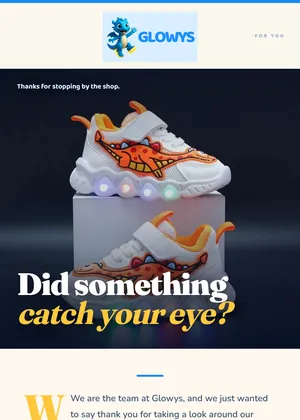 GLOWYS
FOR YOU
Thanks for stopping by the shop.
Did something
catch your eye?
We are the team at Glowys, and we just wanted
to say thank you for taking a look around our